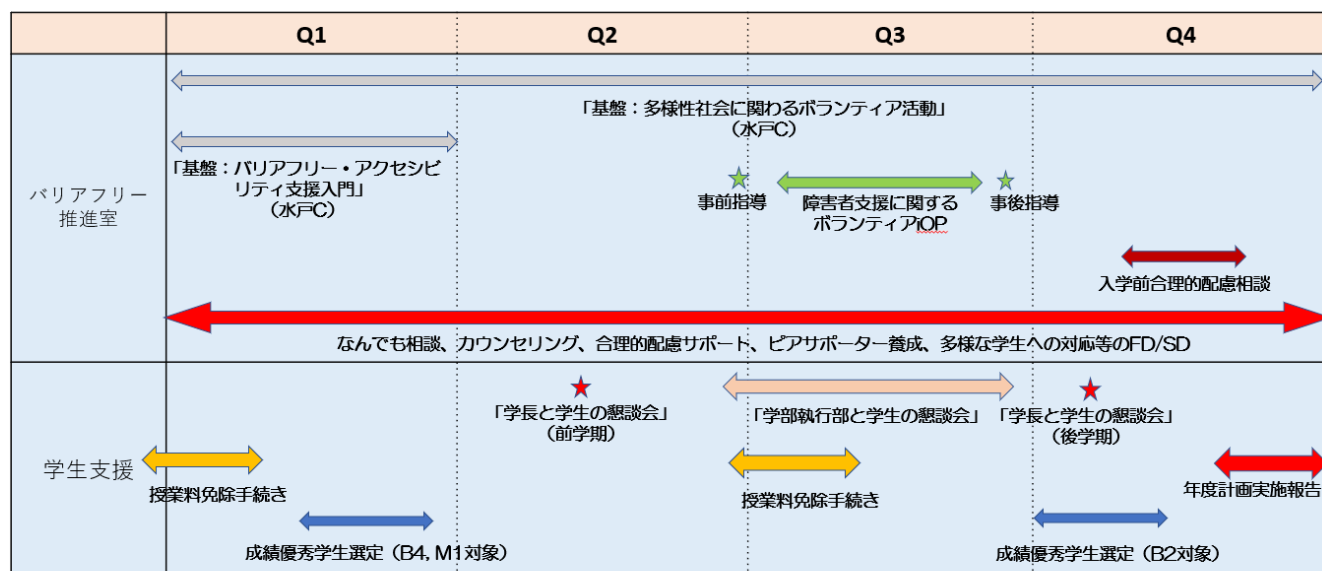 Q1
Q2
Q3
Q4
バリアフリー
推進室
「基盤：多様性社会に関わるボランティア活動」
（水戸C）
「基盤：バリアフリー・アクセシビ
リティ支援入門」
（水戸C）
事前指導
障害者支援に関する
ボランティアiOP
事後指導
入学前合理的配慮相談
なんでも相談、カウンセリング、合理的配慮サポート、ピアサポーター養成、多様な学生への対応等のFD/SD
学生支援
「学長と学生の懇談会」
（前学期）
「学部執行部と学生の懇談会」
「学長と学生の懇談会」
（後学期）
授業料免除手続き
授業料免除手続き
年度計画実施報告
成績優秀学生選定（B4, M1対象）
成績優秀学生選定（B2対象）